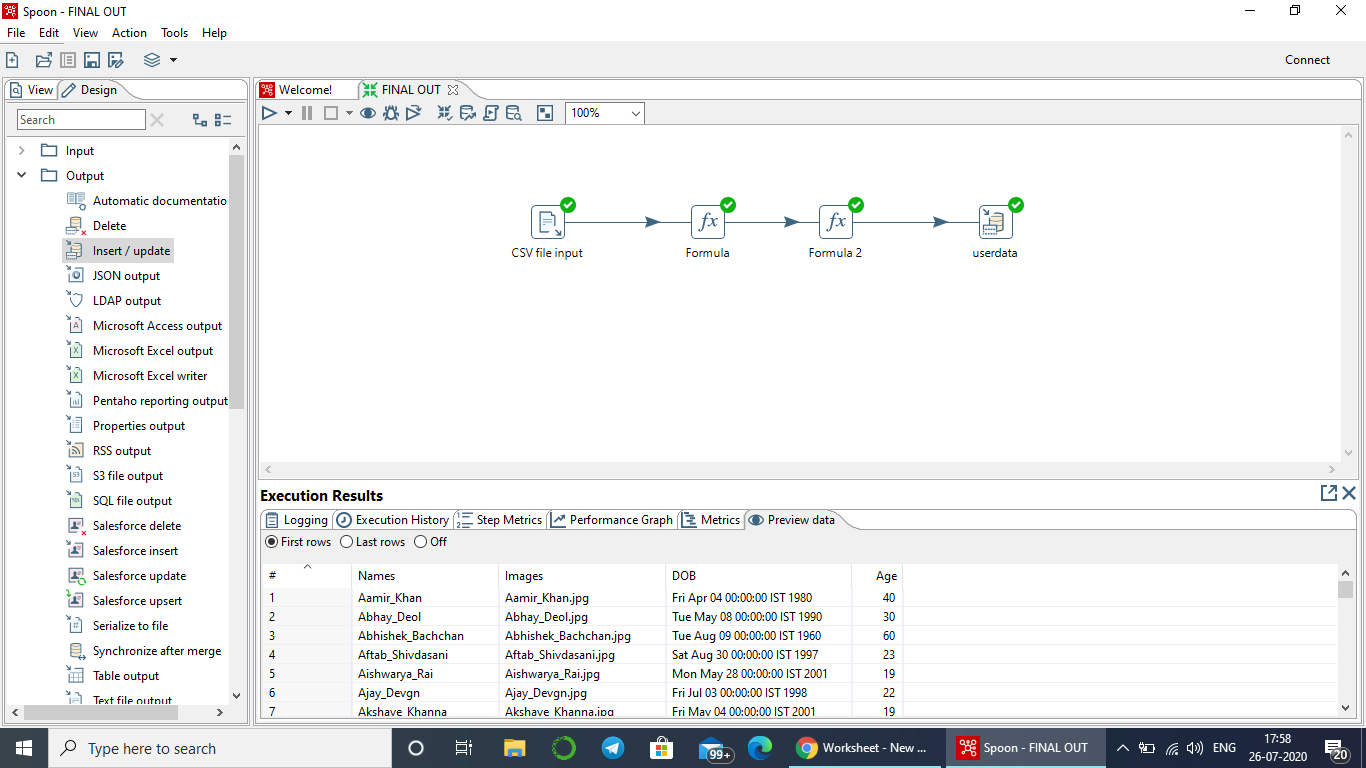 Spoon - FINAL OUT
File Edit View Action Tools Help
Connect
View Design
Search
Input
Output
Automatic documentatio
Delete
Insert / update
JSON output
LDAP output
Microsoft Access output
Microsoft Excel output
Microsoft Excel writer
Pentaho reporting output
Properties output
RSS output
S3 file output
SQL file output
Salesforce delete
Salesforce insert
Salesforce update
Salesforce upsert
Serialize to file
Synchronize after merge
Table output
Text file output
Welcome! FINAL OUT
100%
CSV file input Formula Formula 2 userdata
Execution Results
Logging Execution History Step Metrics Performance Graph Metrics Preview data
First rows Last rows Off
# Names Images DOB Age
1 Aamir_Khan Aamir_Khan.jpg Fri Apr 04 00:00:00 IST 1980 40
2 Abhay_Deol Abhay_Deol.jpg Tue May 08 00:00:00 IST 1990 30
3 Abhishek_Bachchan Abhishek_Bachchan.jpg Tue Aug 09 00:00:00 IST 1960 60
4 Aftab_Shivdasani Aftab_Shivdasani.jpg Sat Aug 30 00:00:00 IST 1997 23
5 Aishwarya_Rai Aishwarya_Rai.jpg Mon May 28 00:00:00 IST 2001 19
6 Ajay_Devgn Ajay_Devgn.jpg Fri Jul 03 00:00:00 IST 1998 22
7 Akshaye_Khanna Akshaye_Khanna.jpg Fri May 04 00:00:00 IST 2001 19
Type here to search
99+
Worksheet - New ...
Spoon - FINAL OUT
ENG
17:58
26-07-2020
20